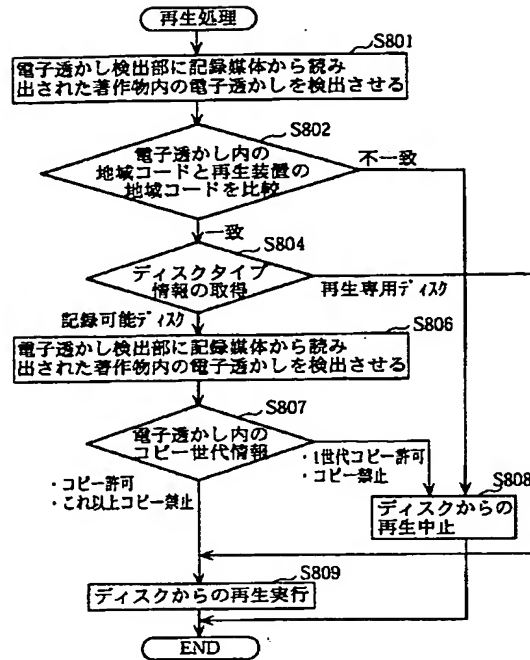 再生処理
S801
電子透かし検出部に記録媒体から読み
出された著作物内の電子透かしを検出させる
S802
電子透かし内の
地域コードと再生装置の
地域コードを比較
不一致
一致
S804
ディスクタイプ
情報の取得
再生専用ディスク
記録可能ディスク
S806
電子透かし検出部に記録媒体から読み
出された著作物内の電子透かしを検出させる
S807
電子透かし内の
コピー世代情報
・1世代コピー許可
・コピー禁止
・コピー許可
・これ以上コピー禁止
S808
ディスクからの
再生中止
S809
ディスクからの再生実行
END